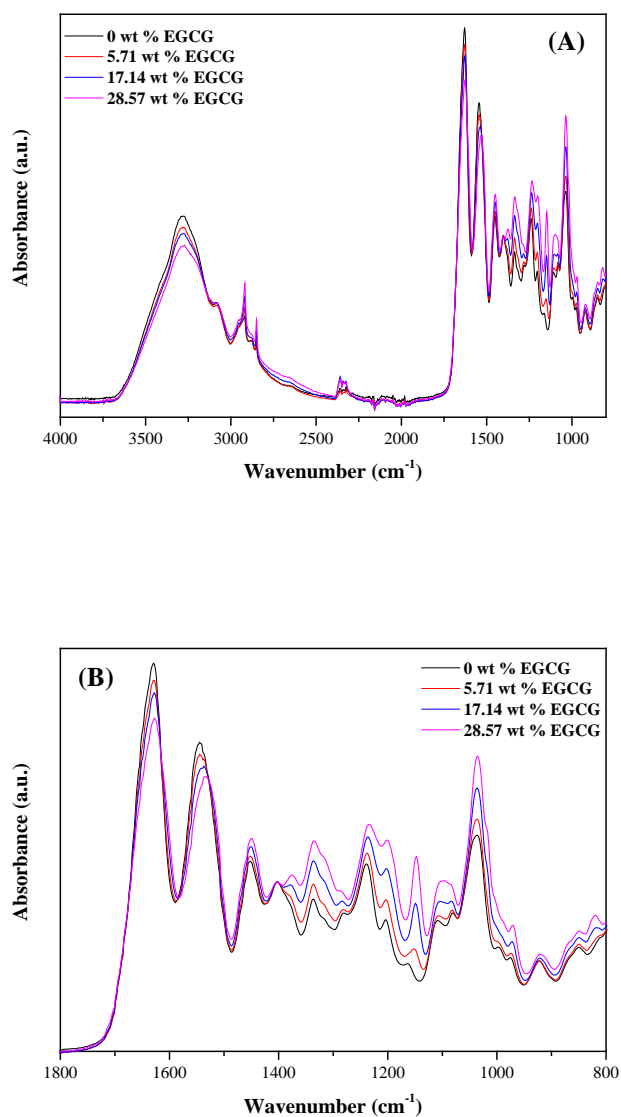 (A)
0 wt % EGCG
5.71 wt % EGCG
17.14 wt % EGCG
28.57 wt % EGCG
Absorbance (a.u.)
4000 3500 3000 2500 2000 1500 1000
Wavenumber (cm⁻¹)
(B)
0 wt % EGCG
5.71 wt % EGCG
17.14 wt % EGCG
28.57 wt % EGCG
Absorbance (a.u.)
1800 1600 1400 1200 1000 800
Wavenumber (cm⁻¹)